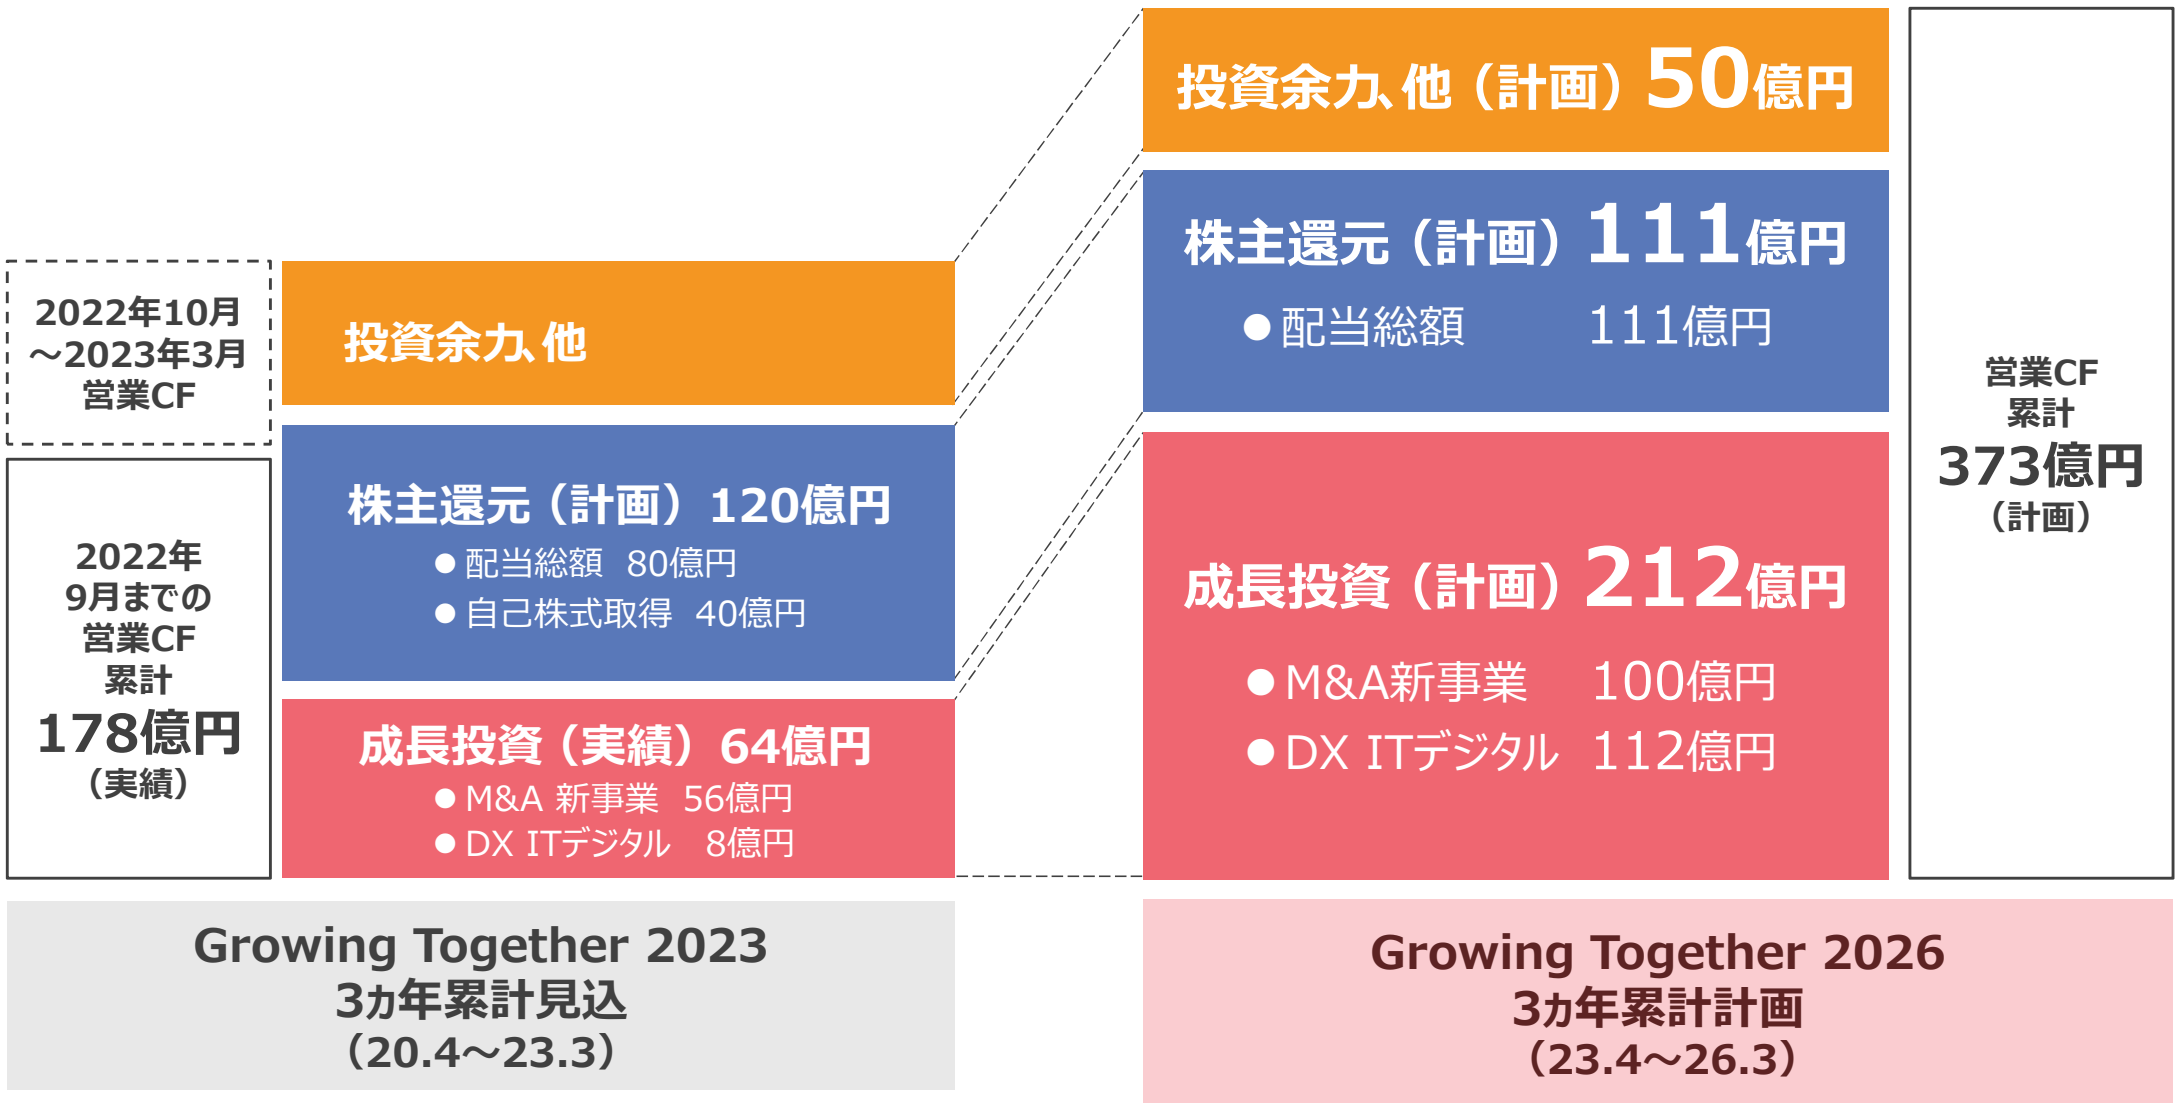 2022年10月
～2023年3月
営業CF
2022年
9月までの
営業CF
累計
178億円
（実績）
投資余力、他
株主還元（計画）120億円
● 配当総額 80億円
● 自己株式取得 40億円
成長投資（実績）64億円
● M&A 新事業 56億円
● DX ITデジタル 8億円
Growing Together 2023
3ヵ年累計見込
（20.4～23.3）
投資余力、他（計画）50億円
株主還元（計画）111億円
● 配当総額 111億円
成長投資（計画）212億円
● M&A新事業 100億円
● DX ITデジタル 112億円
営業CF
累計
373億円
（計画）
Growing Together 2026
3ヵ年累計計画
（23.4～26.3）